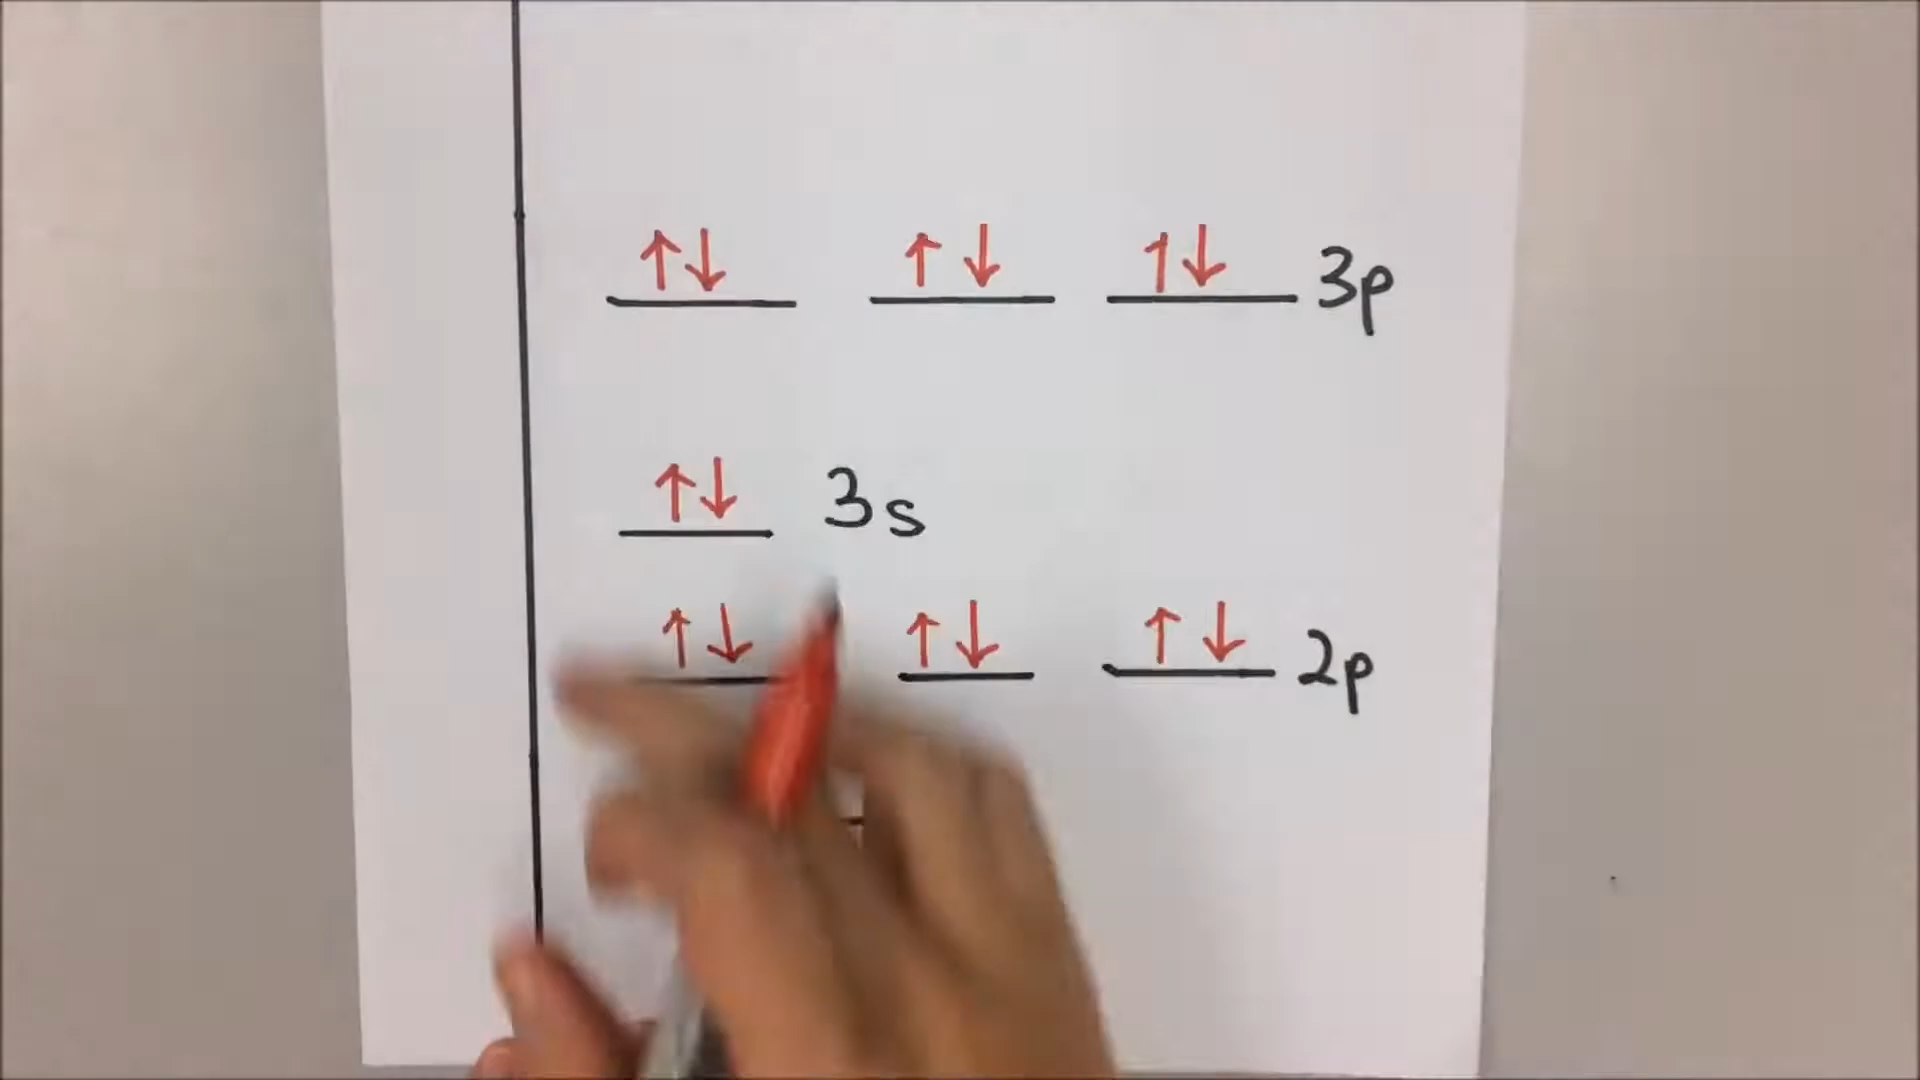 ↑↓ ↑↓ ↑↓ 3p
↑↓ 3s
↑↓ ↑↓ ↑↓ 2p